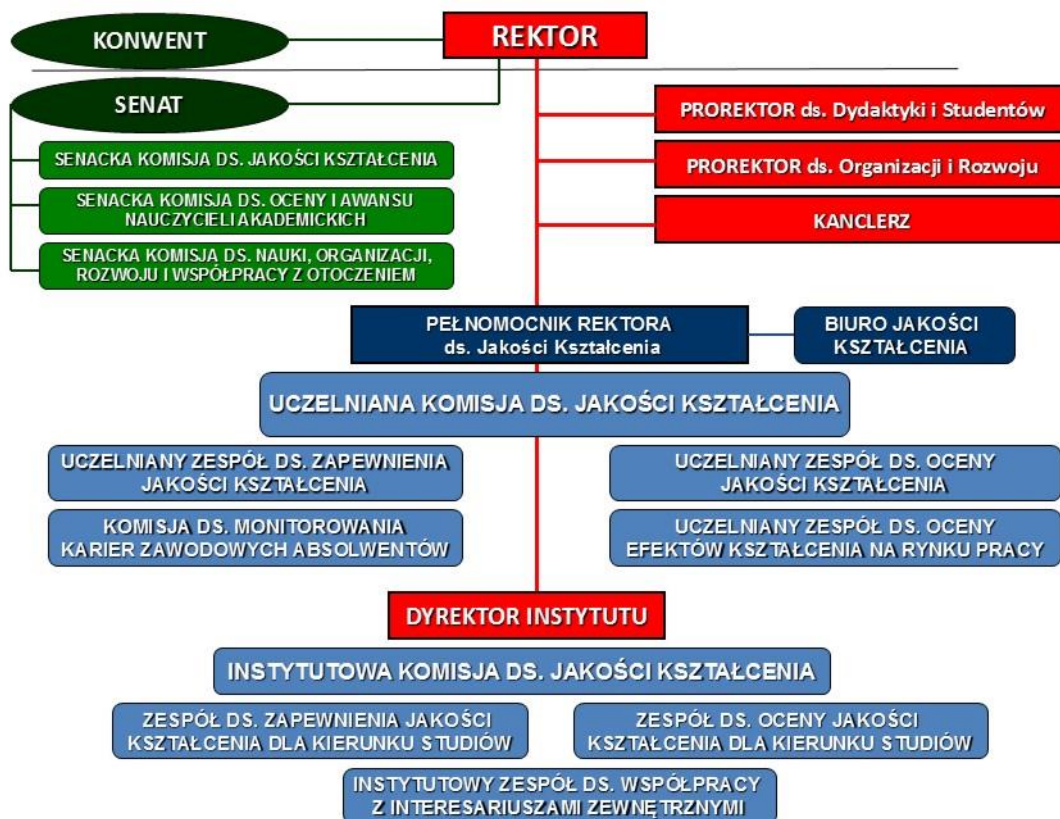 KONWENT
REKTOR
SENAT
PROREKTOR ds. Dydaktyki i Studentów
SENACKA KOMISJA DS. JAKOŚCI KSZTAŁCENIA
PROREKTOR ds. Organizacji i Rozwoju
SENACKA KOMISJA DS. OCENY I AWANSU
NAUCZYCIELI AKADEMICKICH
KANCLERZ
SENACKA KOMISJA DS. NAUKI, ORGANIZACJI,
ROZWOJU I WSPÓŁPRACY Z OTOCZENIEM
PEŁNOMOCNIK REKTORA
ds. Jakości Kształcenia
BIURO JAKOŚCI
KSZTAŁCENIA
UCZELNIANA KOMISJA DS. JAKOŚCI KSZTAŁCENIA
UCZELNIANY ZESPÓŁ DS. ZAPEWNIENIA
JAKOŚCI KSZTAŁCENIA
UCZELNIANY ZESPÓŁ DS. OCENY
JAKOŚCI KSZTAŁCENIA
KOMISJA DS. MONITOROWANIA
KARIER ZAWODOWYCH ABSOLWENTÓW
UCZELNIANY ZESPÓŁ DS. OCENY
EFEKTÓW KSZTAŁCENIA NA RYNKU PRACY
DYREKTOR INSTYTUTU
INSTYTUTOWA KOMISJA DS. JAKOŚCI KSZTAŁCENIA
ZESPÓŁ DS. ZAPEWNIENIA JAKOŚCI
KSZTAŁCENIA DLA KIERUNKU STUDIÓW
ZESPÓŁ DS. OCENY JAKOŚCI
KSZTAŁCENIA DLA KIERUNKU STUDIÓW
INSTYTUTOWY ZESPÓŁ DS. WSPÓŁPRACY
Z INTERESARIUSZAMI ZEWNĘTRZNYMI